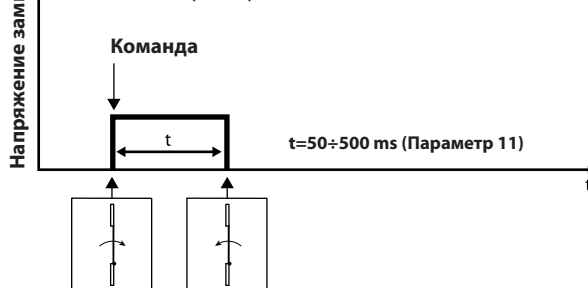 Напряжение зам
Команда
t
t=50÷500 ms (Параметр 11)
t